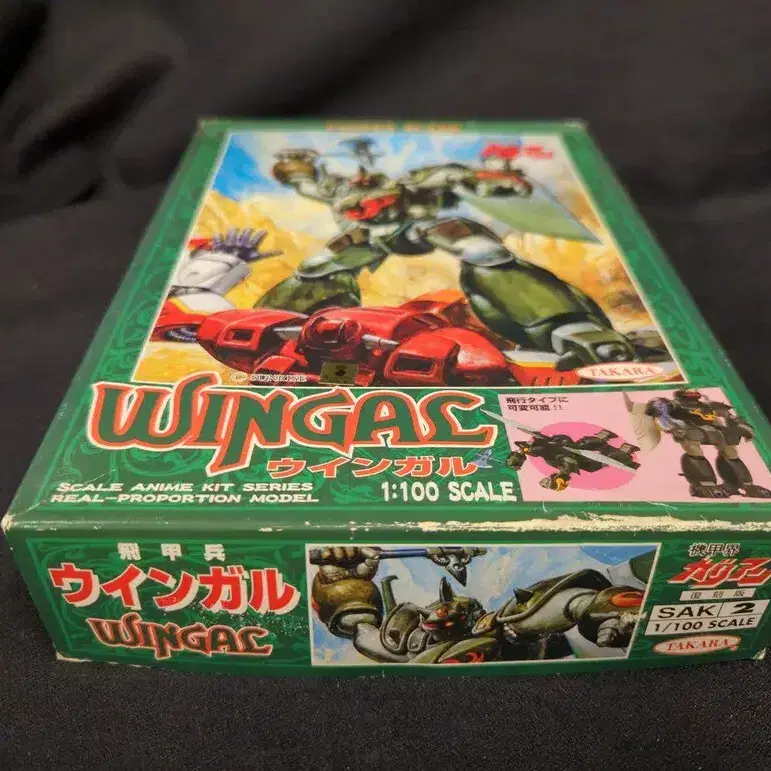 © SUNRISE
TAKARA
WINGAL
ウインガル
SCALE ANIME KIT SERIES
REAL-PROPORTION MODEL
1:100 SCALE
飛行タイプに
可変可能!!
飛甲兵
ウインガル
WINGAL
機甲界
ガリアン
復刻版
SAK 2
1/100 SCALE
TAKARA